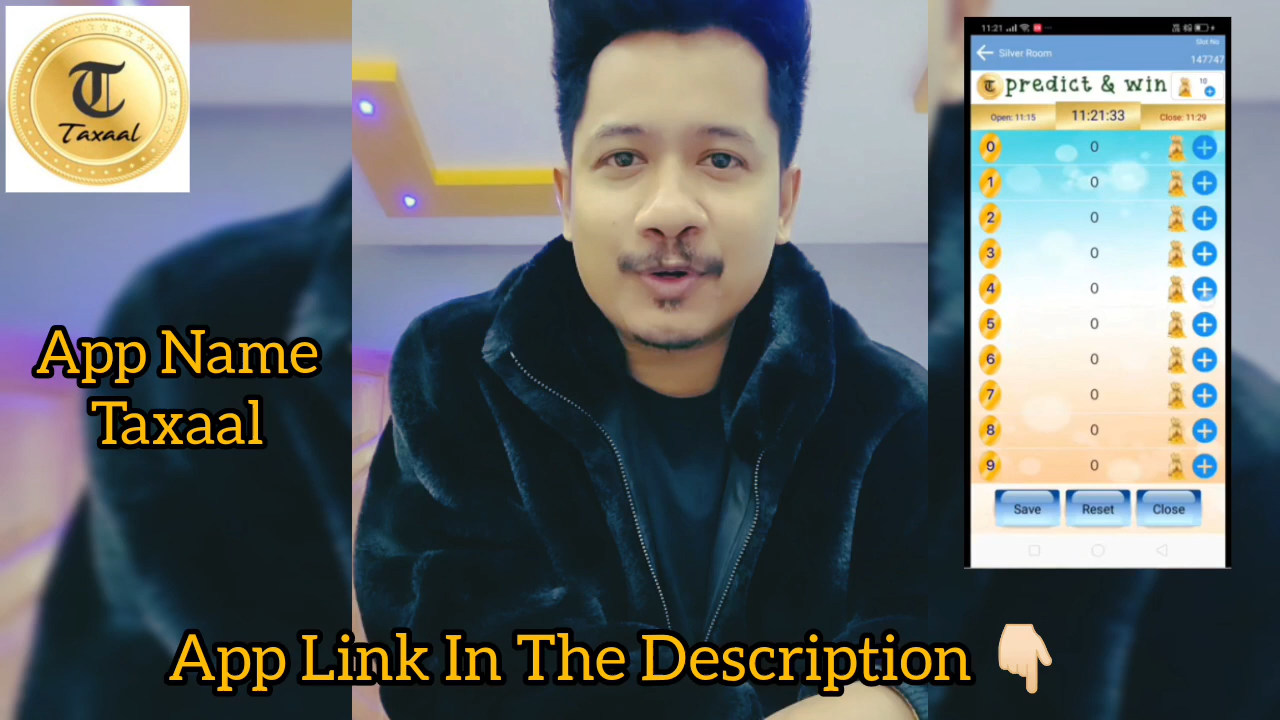 T
Taxaal
App Name
Taxaal
11:21
Silver Room
Slot No
147747
T predict & win 10
Open: 11:15 11:21:33 Close: 11:29
0 0
1 0
2 0
3 0
4 0
5 0
6 0
7 0
8 0
9 0
Save Reset Close
App Link In The Description